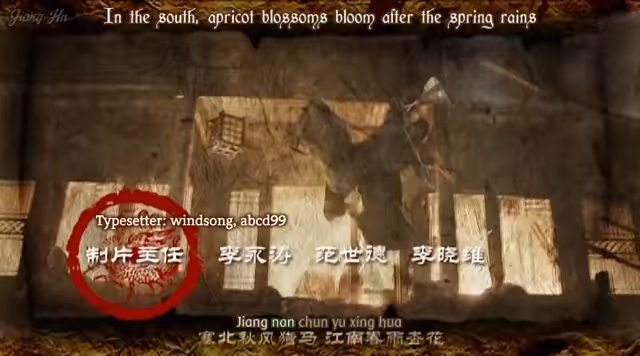 Jiang Hu
In the south, apricot blossoms bloom after the spring rains
Typesetter: windsong, abcd99
制片主任 李永涛 范世德 李晓维
Jiang nan chun yu xing hua
塞北秋风猎马 江南春雨杏花